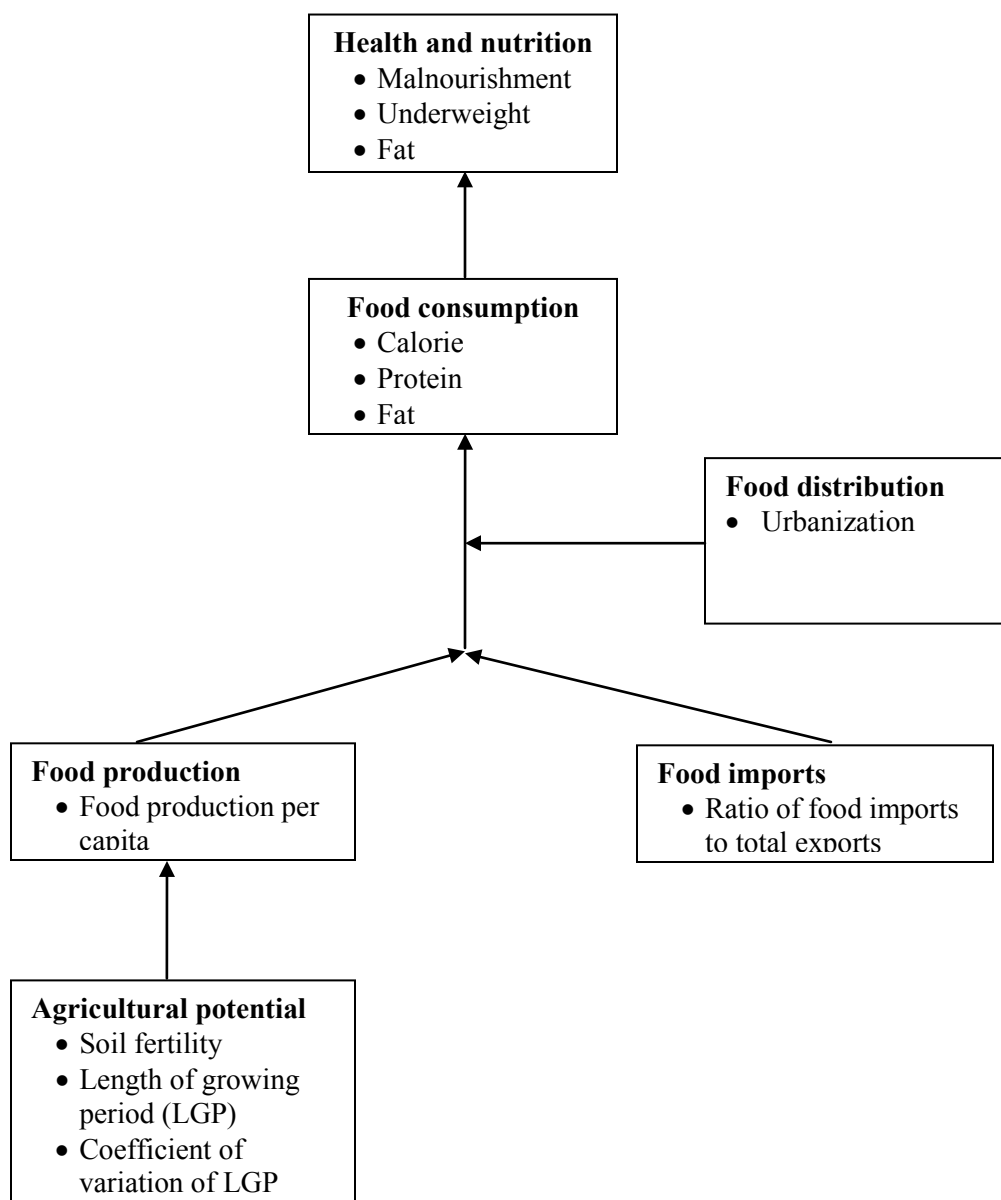 Health and nutrition
• Malnourishment
• Underweight
• Fat
Food consumption
• Calorie
• Protein
• Fat
Food distribution
• Urbanization
Food production
• Food production per
capita
Food imports
• Ratio of food imports
to total exports
Agricultural potential
• Soil fertility
• Length of growing
period (LGP)
• Coefficient of
variation of LGP